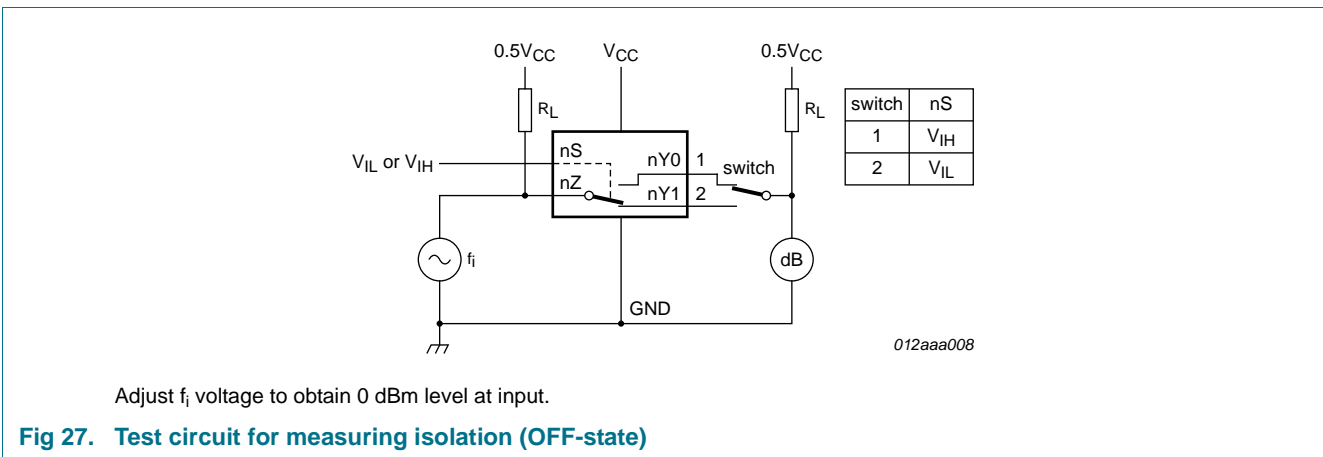 0.5VCC VCC 0.5VCC
RL RL
switch nS
1 VIH
2 VIL
VIL or VIH nS nY0 1 switch
nZ nY1 2
fi dB
GND
012aaa008
Adjust fi voltage to obtain 0 dBm level at input.
Fig 27. Test circuit for measuring isolation (OFF-state)